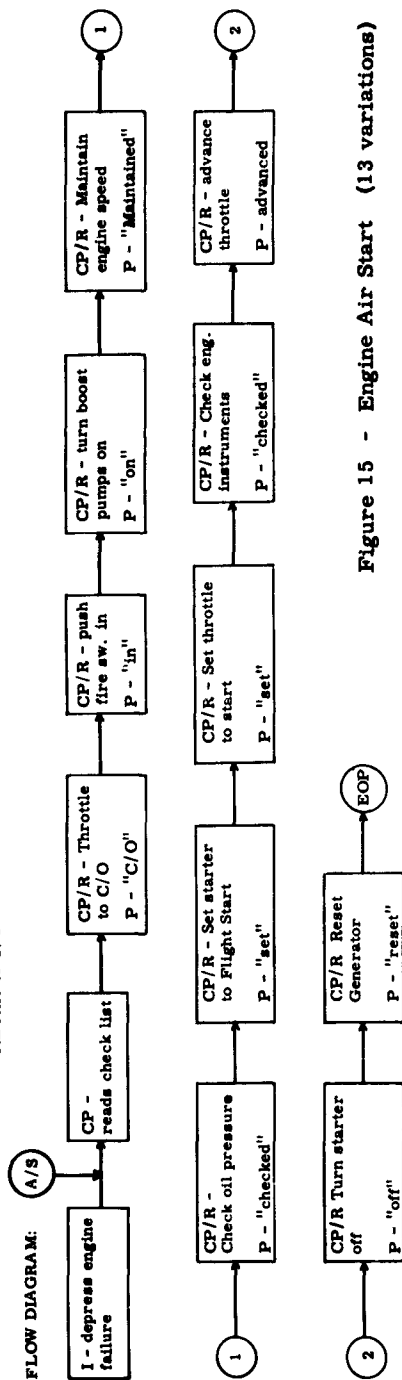 FLOW DIAGRAM:
A/S
I - depress engine
failure
CP -
reads check list
CP/R - Throttle
to C/O
P - "C/O"
CP/R - push
fire sw. in
P - "in"
CP/R - turn boost
pumps on
P - "on"
CP/R - Maintain
engine speed
P - "Maintained"
1
1
CP/R -
Check oil pressure
P - "checked"
CP/R - Set starter
to Flight Start
P - "set"
CP/R - Set throttle
to start
P - "set"
CP/R - Check eng.
instruments
P - "checked"
CP/R - advance
throttle
P - advanced
2
2
CP/R Turn starter
off
P - "off"
CP/R Reset
Generator
P - "reset"
EOP
Figure 15 - Engine Air Start (13 variations)